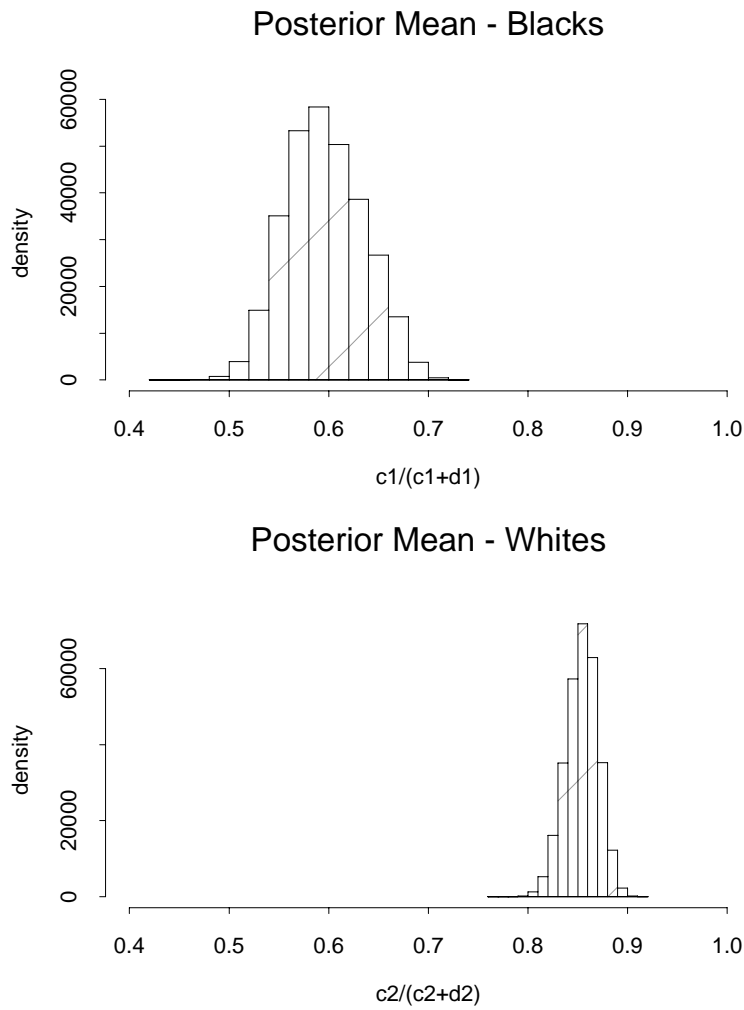 Posterior Mean - Blacks
density
60000
40000
20000
0
0.4 0.5 0.6 0.7 0.8 0.9 1.0
c1/(c1+d1)
Posterior Mean - Whites
density
60000
20000
0
0.4 0.5 0.6 0.7 0.8 0.9 1.0
c2/(c2+d2)